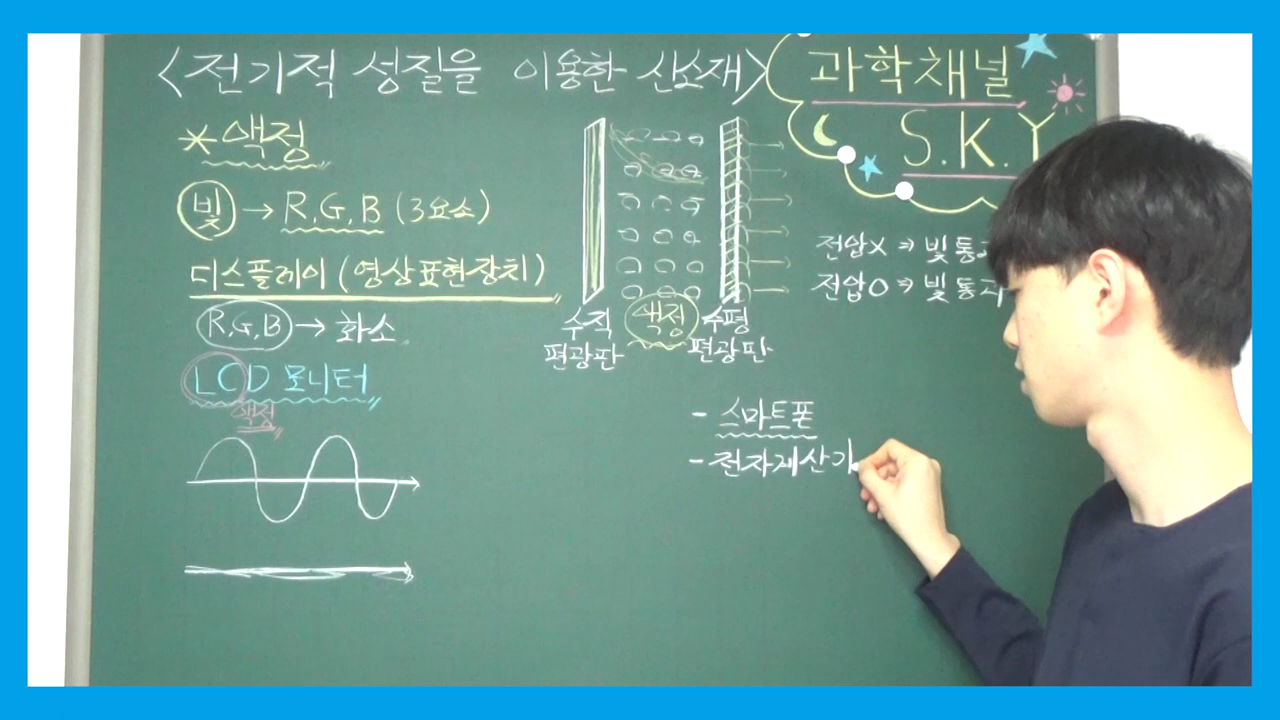 <전기적 성질을 이용한 신소재>
과학채널
S.K.Y
*액정
빛 → R,G,B (3요소)
디스플레이(영상표현장치)
R,G,B → 화소
LCD 모니터
액정
수직
편광판
액정
수평
편광판
전압X ⇒ 빛 통과
전압O ⇒ 빛 통과
- 스마트폰
- 전자계산기